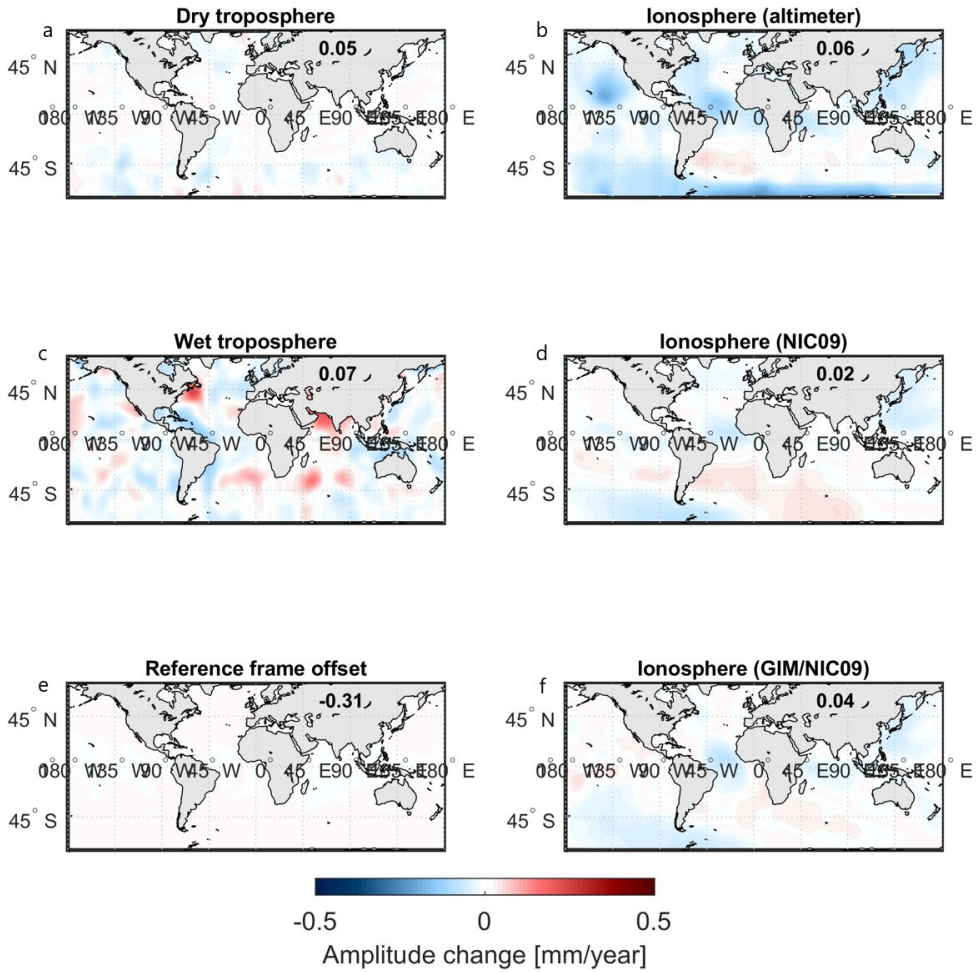 a
Dry troposphere
0.05
45° N
45° S
b
Ionosphere (altimeter)
0.06
45° N
45° S
c
Wet troposphere
0.07
45° N
45° S
d
Ionosphere (NIC09)
0.02
45° N
45° S
e
Reference frame offset
-0.31
45° N
45° S
f
Ionosphere (GIM/NIC09)
0.04
45° N
45° S
-0.5 0 0.5
Amplitude change [mm/year]